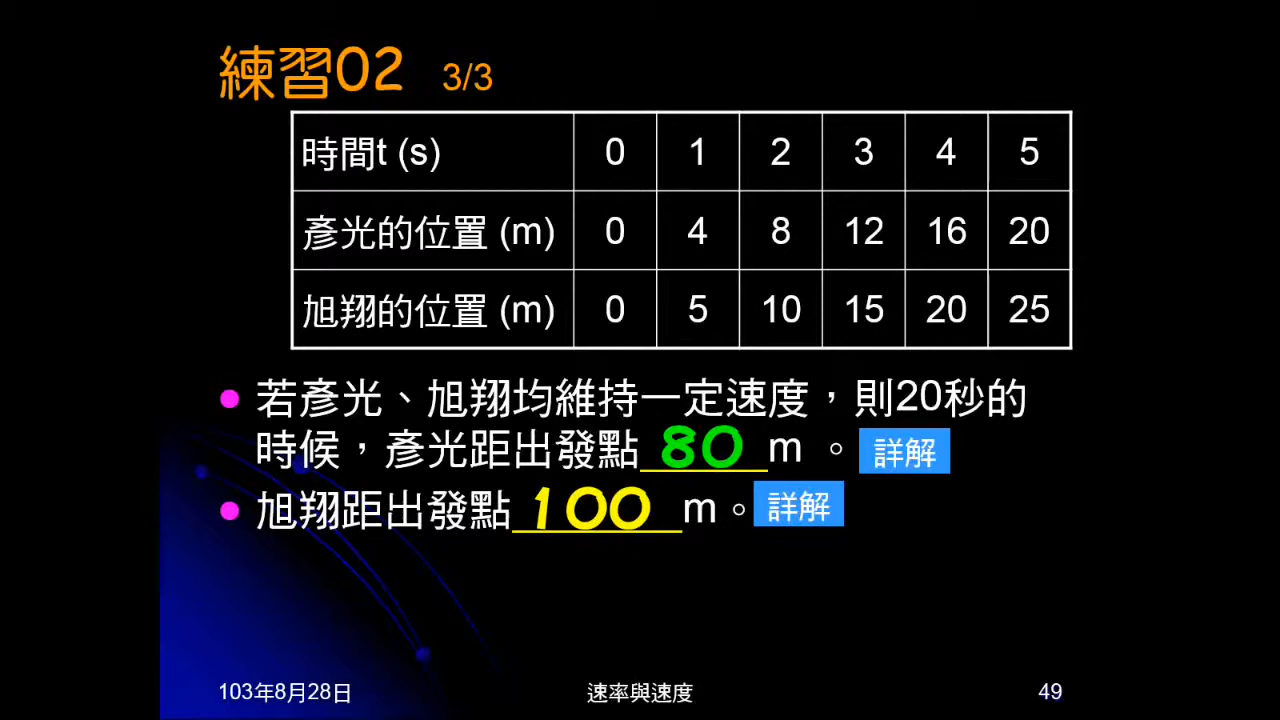 練習02 3/3
時間t (s) 0 1 2 3 4 5
彥光的位置 (m) 0 4 8 12 16 20
旭翔的位置 (m) 0 5 10 15 20 25
若彥光、旭翔均維持一定速度，則20秒的
時候，彥光距出發點 80 m 。 詳解
旭翔距出發點 100 m。 詳解
103年8月28日 速率與速度 49